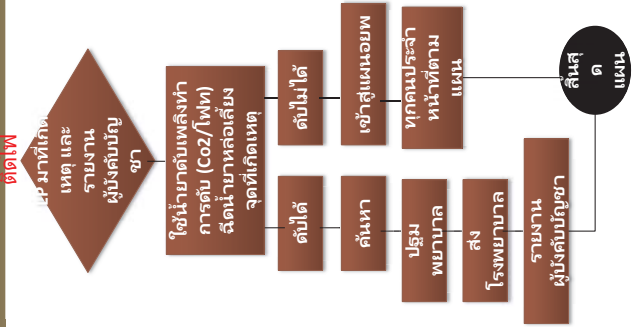 มาที่เกิด
เหตุ และ
รายงาน
ผู้บังคับบัญ
ชา
ใช้น้ำยาดับเพลิงทำ
การดับ (Co2/โฟท)
ฉีดน้ำยาหล่อเลี้ยง
จุดที่เกิดเหตุ
ดับไม่ได้
เข้าสู่แผนอยพ
ทุกคนประจำ
หน้าที่ตาม
แผน
สิ้นสุ
ด
แผน
ดับได้
ค้นหา
ปฐม
พยาบาล
ส่ง
โรงพยาบาล
รายงาน
ผู้บังคับบัญชา